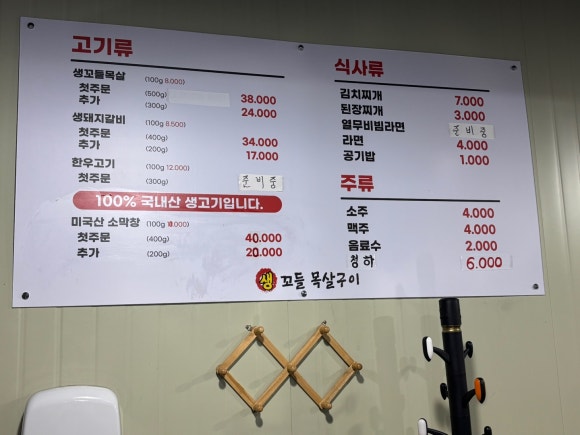 고기류
생꼬들목살 (100g 8.000)
첫주문 (500g) 38.000
추가 (300g) 24.000
생돼지갈비 (100g 8.500)
첫주문 (400g) 34.000
추가 (200g) 17.000
한우고기 (100g 12.000)
첫주문 (300g) 준비중
100% 국내산 생고기입니다.
미국산 소막창 (100g 10.000)
첫주문 (400g) 40.000
추가 (200g) 20.000
식사류
김치찌개 7.000
된장찌개 3.000
열무비빔라면 준비중
라면 4.000
공기밥 1.000
주류
소주 4.000
맥주 4.000
음료수 2.000
청하 6.000
생 꼬들 목살구이